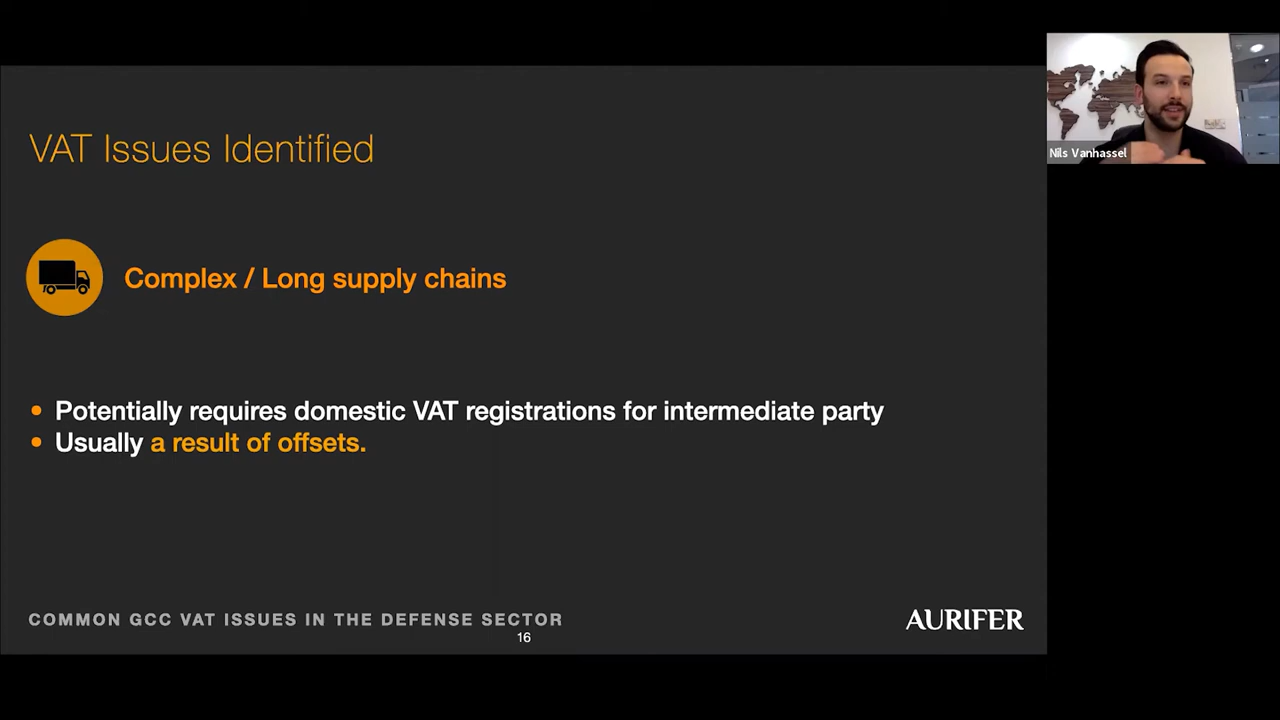 VAT Issues Identified
Nils Vanhassel
Complex / Long supply chains
• Potentially requires domestic VAT registrations for intermediate party
• Usually a result of offsets.
COMMON GCC VAT ISSUES IN THE DEFENSE SECTOR
AURIFER
16